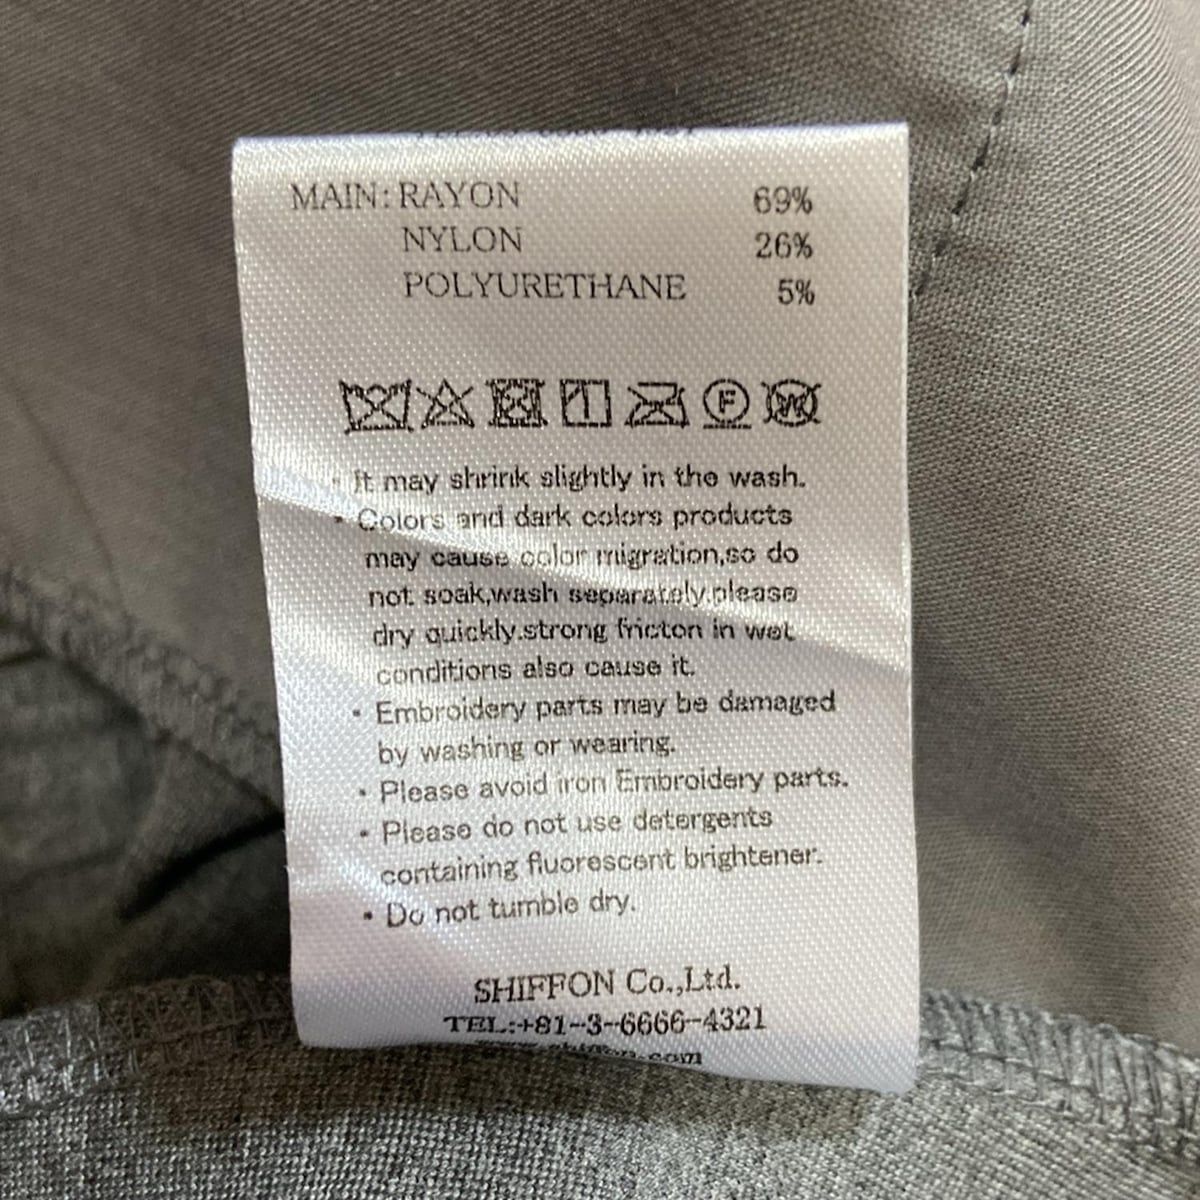 MAIN: RAYON 69%
NYLON 26%
POLYURETHANE 5%
F W
• It may shrink slightly in the wash.
• Colors and dark colors products
may cause color migration,so do
not soak,wash separately.please
dry quickly.strong fricton in wet
conditions also cause it.
• Embroidery parts may be damaged
by washing or wearing.
• Please avoid iron Embroidery parts.
• Please do not use detergents
containing fluorescent brightener.
• Do not tumble dry.
SHIFFON Co.,Ltd.
TEL:+81-3-6666-4321
www.shiffon.com